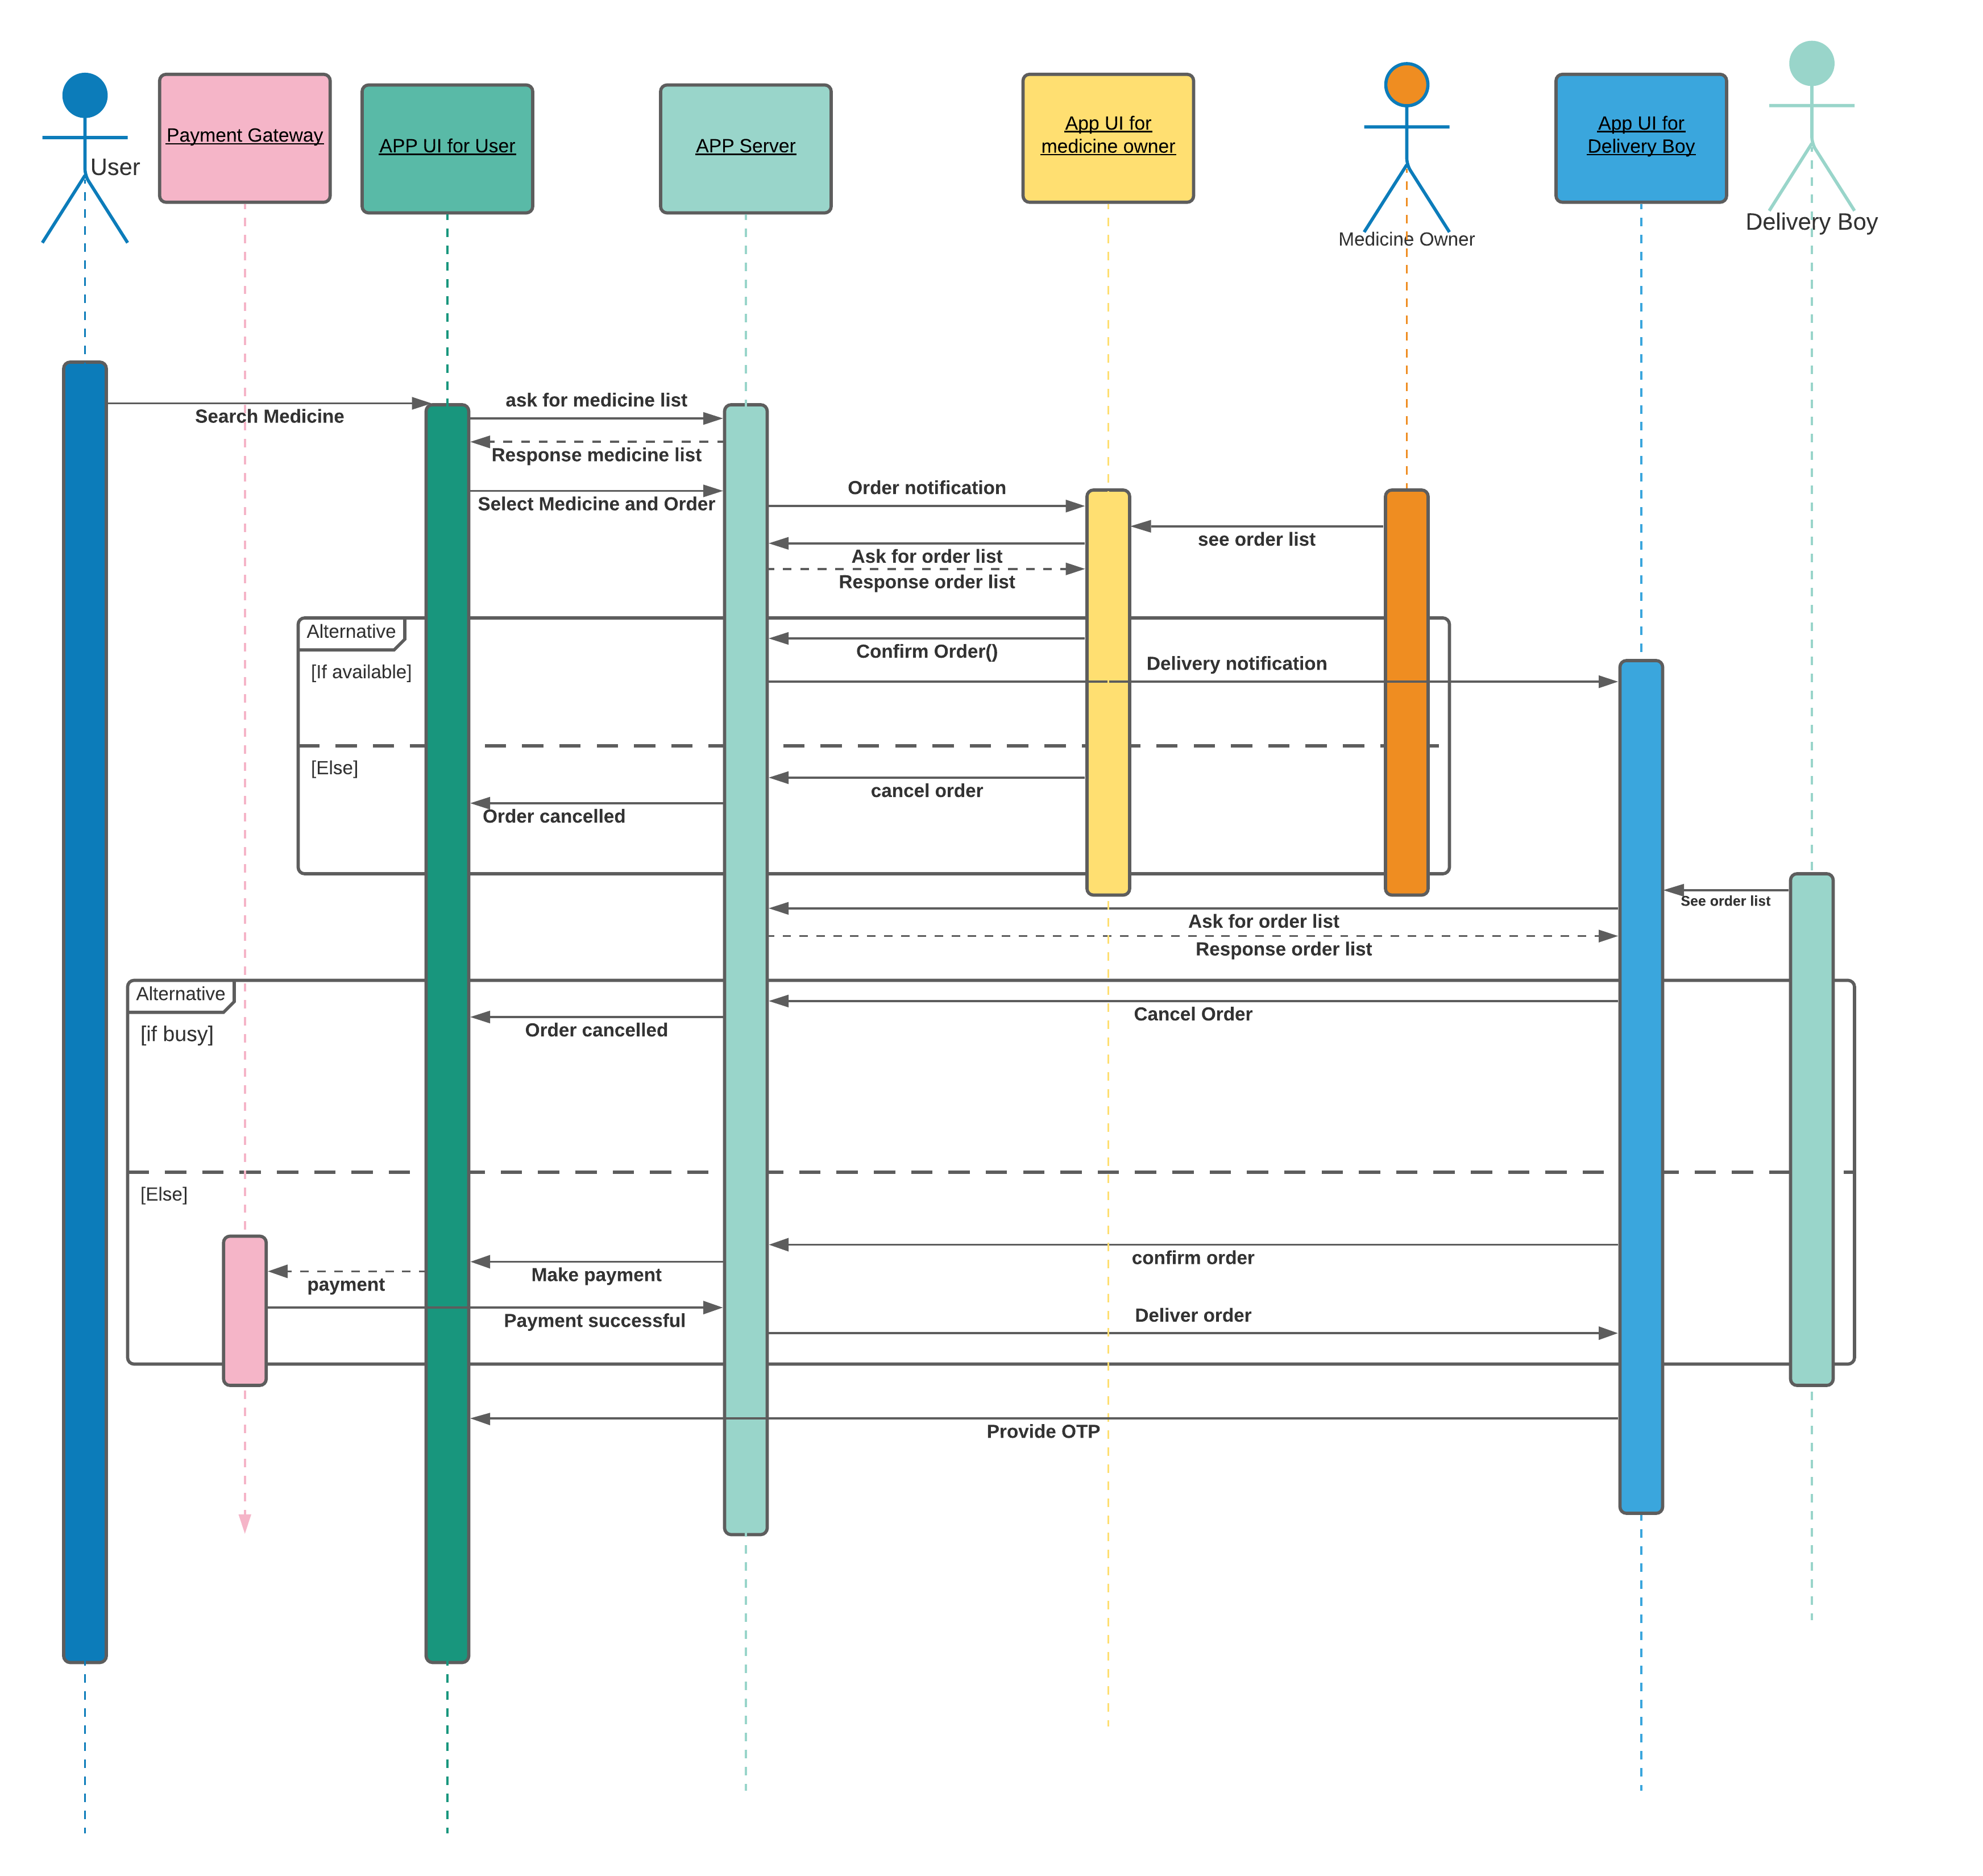 User
Payment Gateway
APP UI for User
APP Server
App UI for
medicine owner
Medicine Owner
App UI for
Delivery Boy
Delivery Boy
Search Medicine
ask for medicine list
Response medicine list
Select Medicine and Order
Order notification
see order list
Ask for order list
Response order list
Alternative
[If available]
Confirm Order()
Delivery notification
[Else]
cancel order
Order cancelled
See order list
Ask for order list
Response order list
Alternative
[if busy]
Cancel Order
Order cancelled
[Else]
confirm order
Make payment
payment
Payment successful
Deliver order
Provide OTP